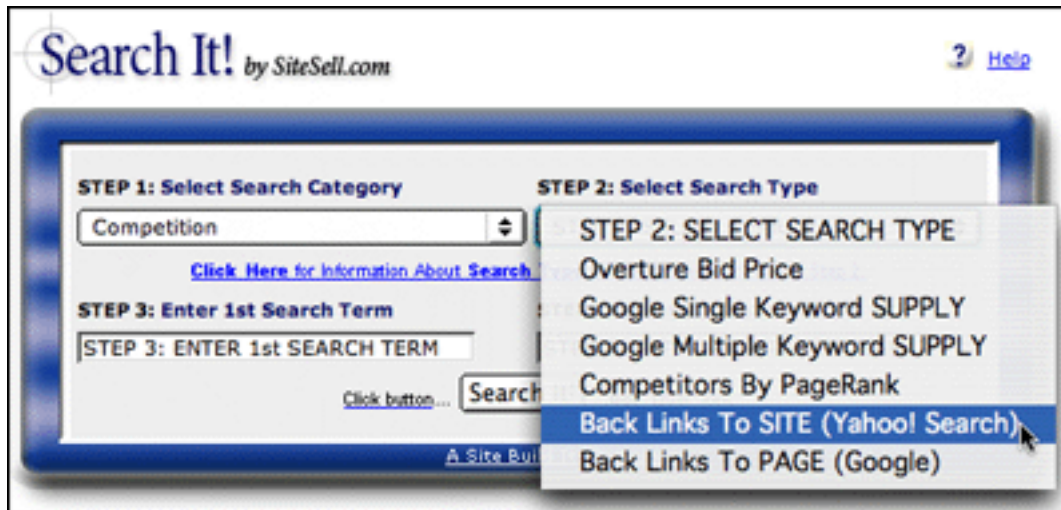 Search It! by SiteSell.com
? Help
STEP 1: Select Search Category
STEP 2: Select Search Type
Competition
STEP 2: SELECT SEARCH TYPE
Overture Bid Price
Google Single Keyword SUPPLY
Google Multiple Keyword SUPPLY
Competitors By PageRank
Back Links To SITE (Yahoo! Search)
Back Links To PAGE (Google)
Click Here for Information About Search
STEP 3: Enter 1st Search Term
STEP 3: ENTER 1st SEARCH TERM
Click button.... Search
A Site